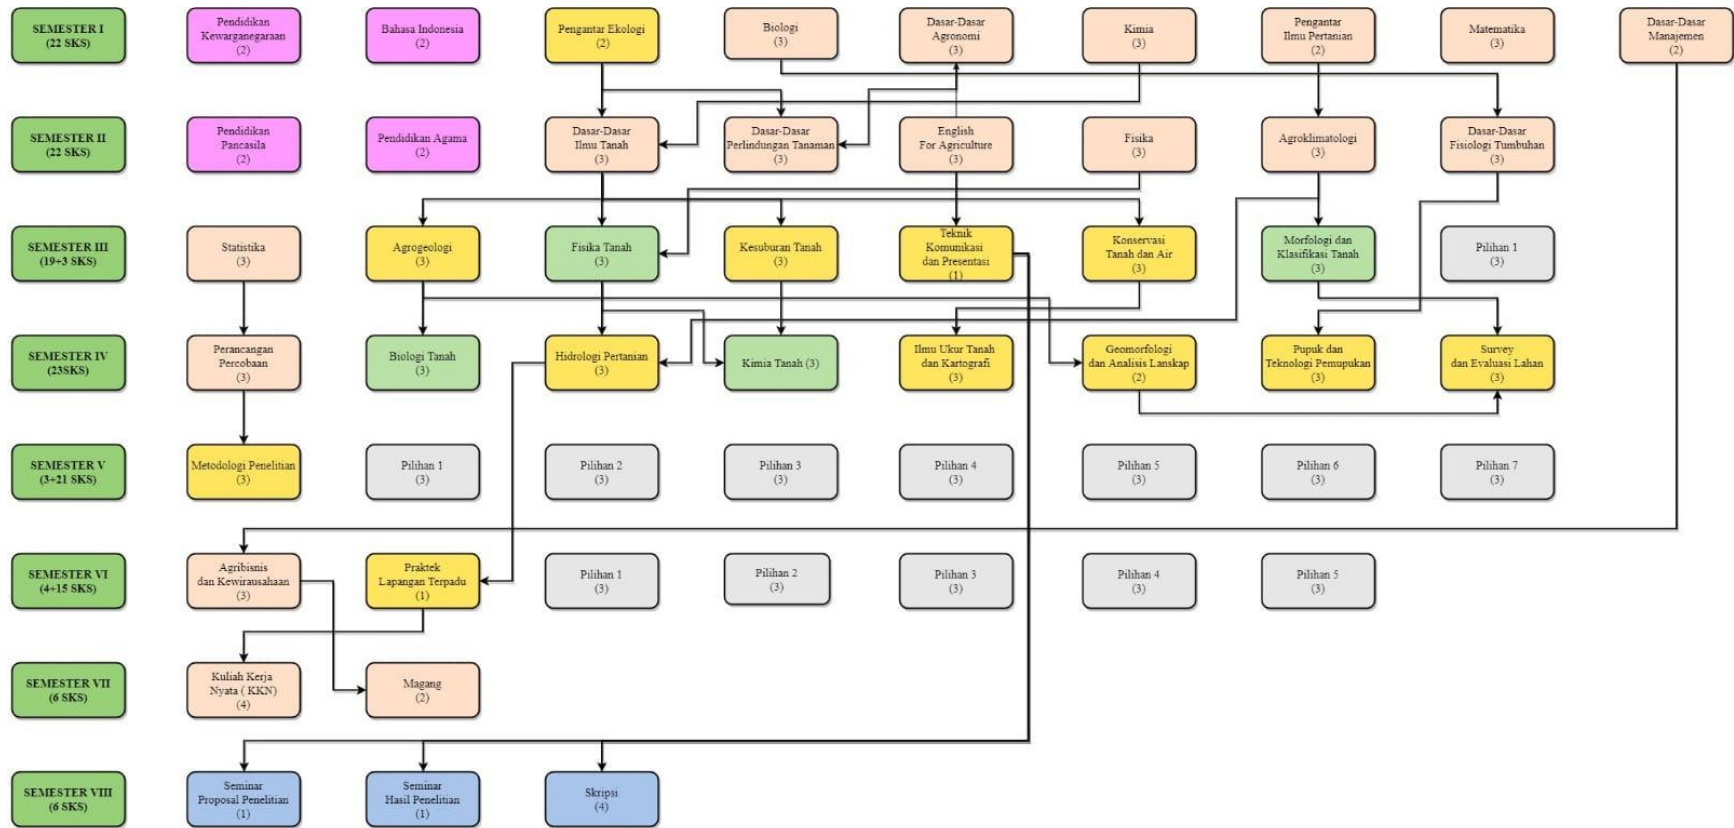 SEMESTER I
(22 SKS)
Pendidikan
Kewarganegaraan
(2)
Bahasa Indonesia
(2)
Pengantar Ekologi
(2)
Biologi
(3)
Dasar-Dasar
Agronomi
(3)
Kimia
(3)
Pengantar
Ilmu Pertanian
(2)
Matematika
(3)
Dasar-Dasar
Manajemen
(2)
SEMESTER II
(22 SKS)
Pendidikan
Pancasila
(2)
Pendidikan Agama
(2)
Dasar-Dasar
Ilmu Tanah
(3)
Dasar-Dasar
Perlindungan Tanaman
(3)
English
For Agriculture
(3)
Fisika
(3)
Agroklimatologi
(3)
Dasar-Dasar
Fisiologi Tumbuhan
(3)
SEMESTER III
(19+3 SKS)
Statistika
(3)
Agrogeologi
(3)
Fisika Tanah
(3)
Kesuburan Tanah
(3)
Teknik
Komunikasi
dan Presentasi
(1)
Konservasi
Tanah dan Air
(3)
Morfologi dan
Klasifikasi Tanah
(3)
Pilihan 1
(3)
SEMESTER IV
(23SKS)
Perancangan
Percobaan
(3)
Biologi Tanah
(3)
Hidrologi Pertanian
(3)
Kimia Tanah (3)
Ilmu Ukur Tanah
dan Kartografi
(3)
Geomorfologi
dan Analisis Lanskap
(2)
Pupuk dan
Teknologi Pemupukan
(3)
Survey
dan Evaluasi Lahan
(3)
SEMESTER V
(3+21 SKS)
Metodologi Penelitian
(3)
Pilihan 1
(3)
Pilihan 2
(3)
Pilihan 3
(3)
Pilihan 4
(3)
Pilihan 5
(3)
Pilihan 6
(3)
Pilihan 7
(3)
SEMESTER VI
(4+15 SKS)
Agribisnis
dan Kewirausahaan
(3)
Praktek
Lapangan Terpadu
(1)
Pilihan 1
(3)
Pilihan 2
(3)
Pilihan 3
(3)
Pilihan 4
(3)
Pilihan 5
(3)
SEMESTER VII
(6 SKS)
Kuliah Kerja
Nyata ( KKN)
(4)
Magang
(2)
SEMESTER VIII
(6 SKS)
Seminar
Proposal Penelitian
(1)
Seminar
Hasil Penelitian
(1)
Skripsi
(4)